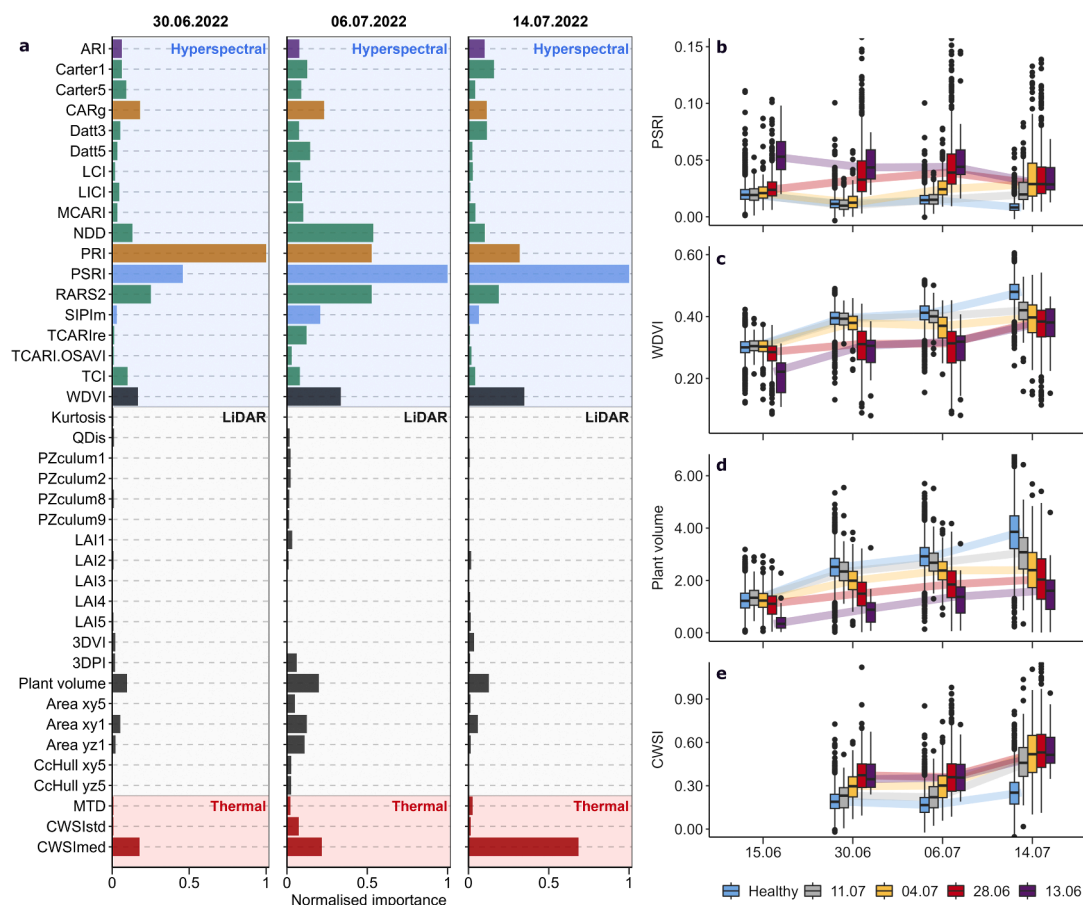 30.06.2022 06.07.2022 14.07.2022
a
Hyperspectral Hyperspectral Hyperspectral
ARI
Carter1
Carter5
CARg
Datt3
Datt5
LCI
LICI
MCARI
NDD
PRI
PSRI
RARS2
SIPIm
TCARIre
TCARI.OSAVI
TCI
WDVI
LiDAR LiDAR LiDAR
Kurtosis
QDis
PZculum1
PZculum2
PZculum8
PZculum9
LAI1
LAI2
LAI3
LAI4
LAI5
3DVI
3DPI
Plant volume
Area xy5
Area xy1
Area yz1
CcHull xy5
CcHull yz5
Thermal Thermal Thermal
MTD
CWSIstd
CWSImed
0 0.5 1 0 0.5 1 0 0.5 1
Normalised importance
b
PSRI
0.15
0.10
0.05
0.00
c
WDVI
0.60
0.40
0.20
d
Plant volume
6.00
4.00
2.00
0.00
e
CWSI
0.90
0.60
0.30
0.00
15.06 30.06 06.07 14.07
Healthy 11.07 04.07 28.06 13.06